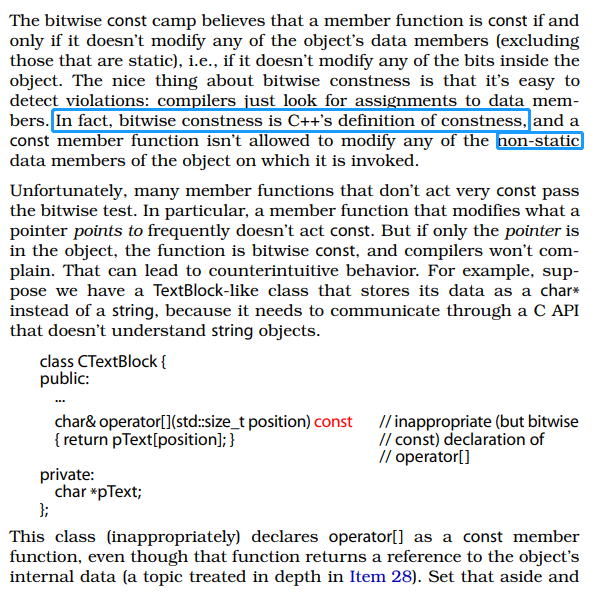 The bitwise const camp believes that a member function is const if and
only if it doesn't modify any of the object's data members (excluding
those that are static), i.e., if it doesn't modify any of the bits inside the
object. The nice thing about bitwise constness is that it's easy to
detect violations: compilers just look for assignments to data mem-
bers. In fact, bitwise constness is C++'s definition of constness, and a
const member function isn't allowed to modify any of the non-static
data members of the object on which it is invoked.
Unfortunately, many member functions that don't act very const pass
the bitwise test. In particular, a member function that modifies what a
pointer points to frequently doesn't act const. But if only the pointer is
in the object, the function is bitwise const, and compilers won't com-
plain. That can lead to counterintuitive behavior. For example, sup-
pose we have a TextBlock-like class that stores its data as a char*
instead of a string, because it needs to communicate through a C API
that doesn't understand string objects.
class CTextBlock {
public:
...
char& operator[](std::size_t position) const // inappropriate (but bitwise
{ return pText[position]; } // const) declaration of
// operator[]
private:
char *pText;
};
This class (inappropriately) declares operator[] as a const member
function, even though that function returns a reference to the object's
internal data (a topic treated in depth in Item 28). Set that aside and